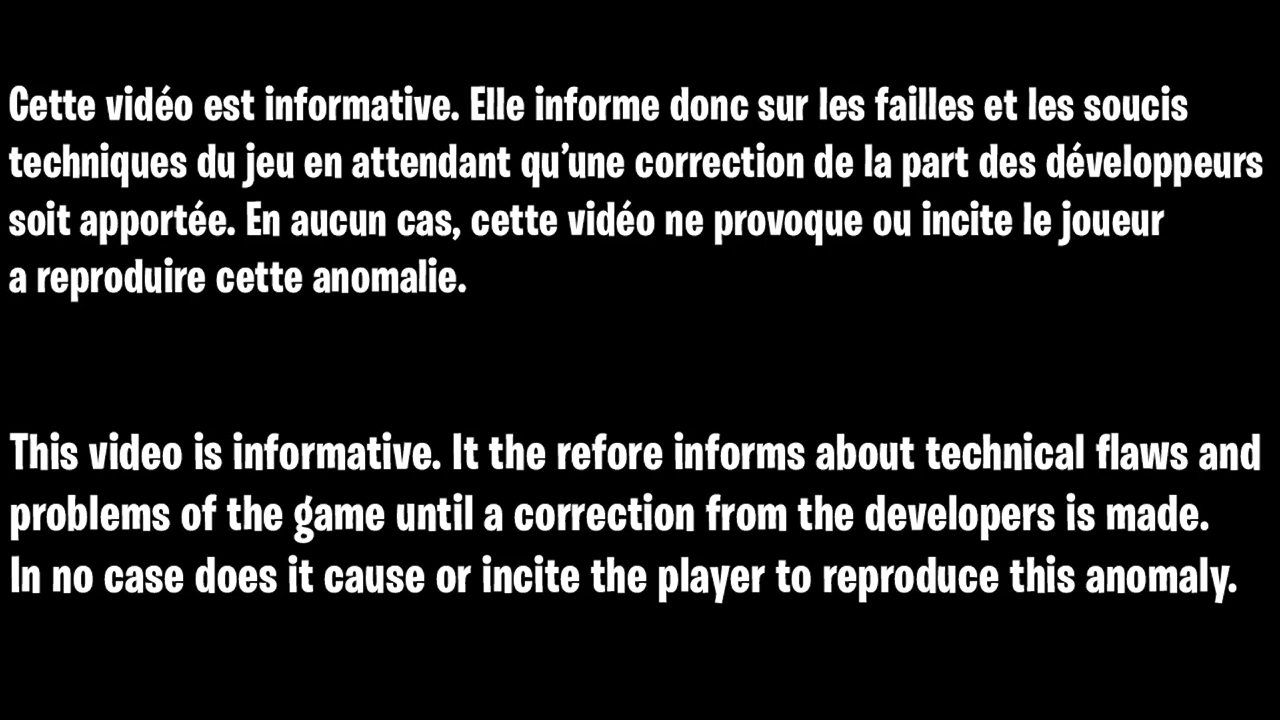 Cette vidéo est informative. Elle informe donc sur les failles et les soucis
techniques du jeu en attendant qu’une correction de la part des développeurs
soit apportée. En aucun cas, cette vidéo ne provoque ou incite le joueur
a reproduire cette anomalie.
This video is informative. It the refore informs about technical flaws and
problems of the game until a correction from the developers is made.
In no case does it cause or incite the player to reproduce this anomaly.